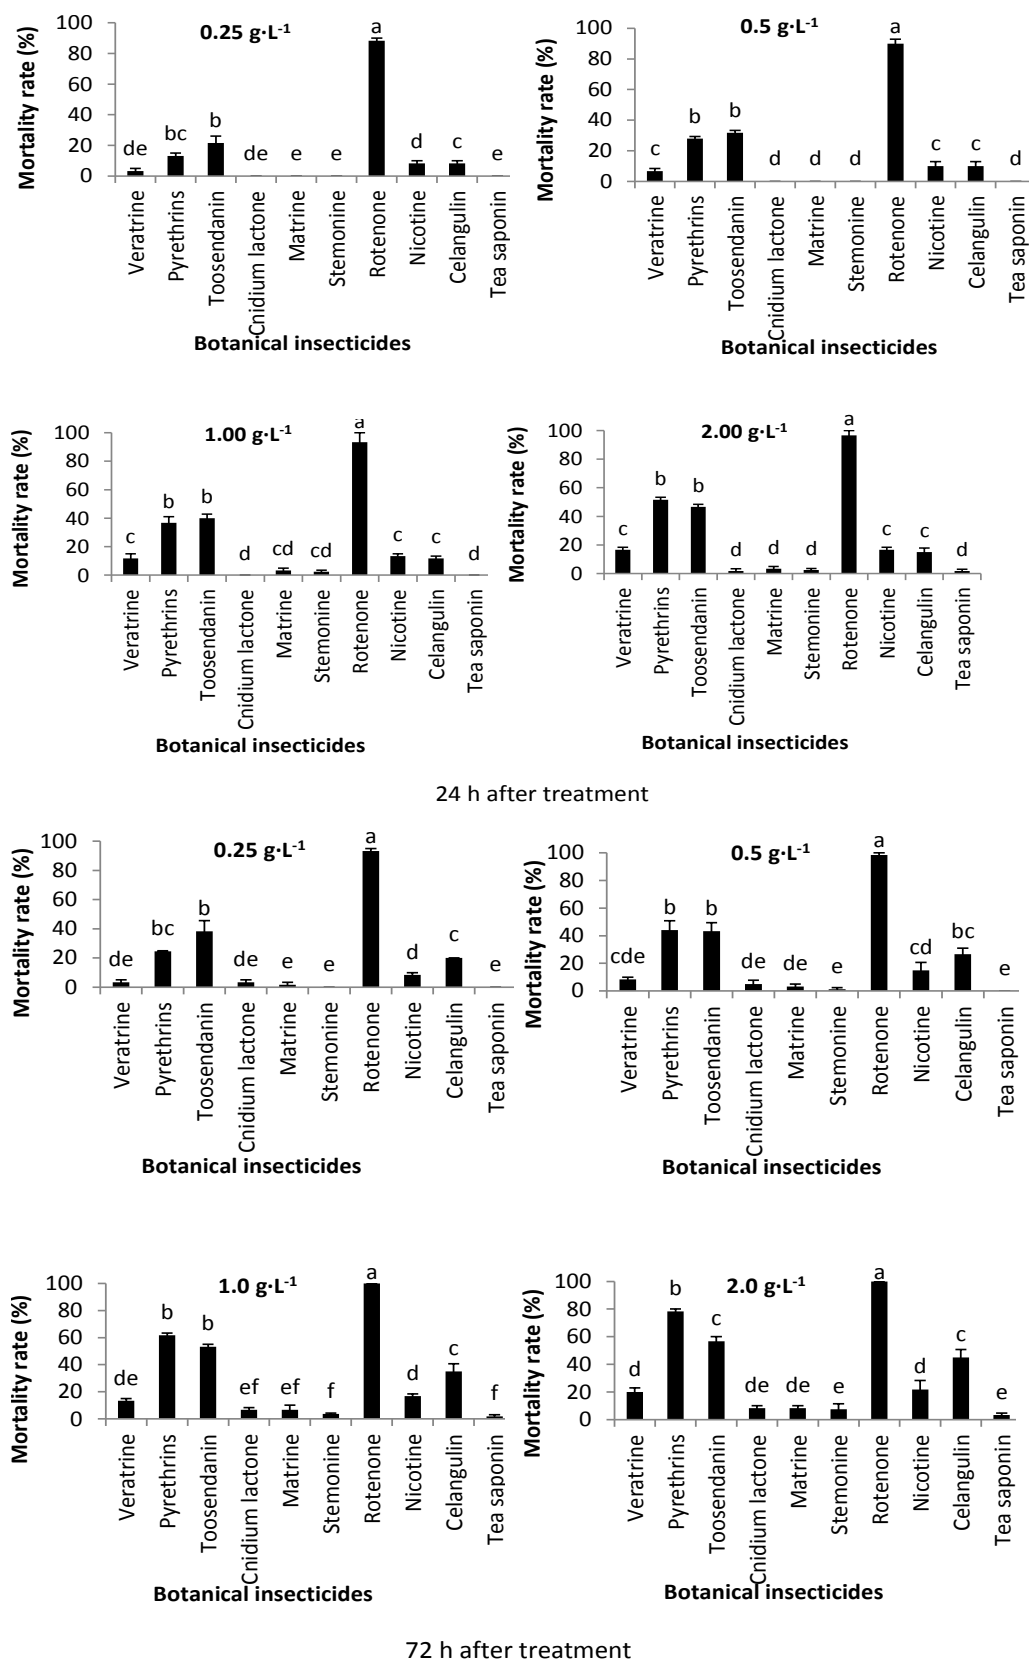 0.25 g·L-1
Mortality rate (%)
100
80
60
40
20
0
de bc b de e e a d c e
Veratrine
Pyrethrins
Toosendanin
Cnidium lactone
Matrine
Stemonine
Rotenone
Nicotine
Celangulin
Tea saponin
Botanical insecticides
0.5 g·L-1
Mortality rate (%)
100
80
60
40
20
0
c b b d d d a c c d
Veratrine
Pyrethrins
Toosendanin
Cnidium lactone
Matrine
Stemonine
Rotenone
Nicotine
Celangulin
Tea saponin
Botanical insecticides
1.00 g·L-1
Mortality rate (%)
100
80
60
40
20
0
c b b d cd cd a c c d
Veratrine
Pyrethrins
Toosendanin
Cnidium lactone
Matrine
Stemonine
Rotenone
Nicotine
Celangulin
Tea saponin
Botanical insecticides
2.00 g·L-1
Mortality rate (%)
100
80
60
40
20
0
c b b d d d a c c d
Veratrine
Pyrethrins
Toosendanin
Cnidium lactone
Matrine
Stemonine
Rotenone
Nicotine
Celangulin
Tea saponin
Botanical insecticides
24 h after treatment
0.25 g·L-1
Mortality rate (%)
100
80
60
40
20
0
de bc b de e e a d c e
Veratrine
Pyrethrins
Toosendanin
Cnidium lactone
Matrine
Stemonine
Rotenone
Nicotine
Celangulin
Tea saponin
Botanical insecticides
0.5 g·L-1
Mortality rate (%)
100
80
60
40
20
0
cde b b de de e a cd bc e
Veratrine
Pyrethrins
Toosendanin
Cnidium lactone
Matrine
Stemonine
Rotenone
Nicotine
Celangulin
Tea saponin
Botanical insecticides
1.0 g·L-1
Mortality rate (%)
100
80
60
40
20
0
de b b ef ef f a d c f
Veratrine
Pyrethrins
Toosendanin
Cnidium lactone
Matrine
Stemonine
Rotenone
Nicotine
Celangulin
Tea saponin
Botanical insecticides
2.0 g·L-1
Mortality rate (%)
100
80
60
40
20
0
d b c de de e a d c e
Veratrine
Pyrethrins
Toosendanin
Cnidium lactone
Matrine
Stemonine
Rotenone
Nicotine
Celangulin
Tea saponin
Botanical insecticides
72 h after treatment